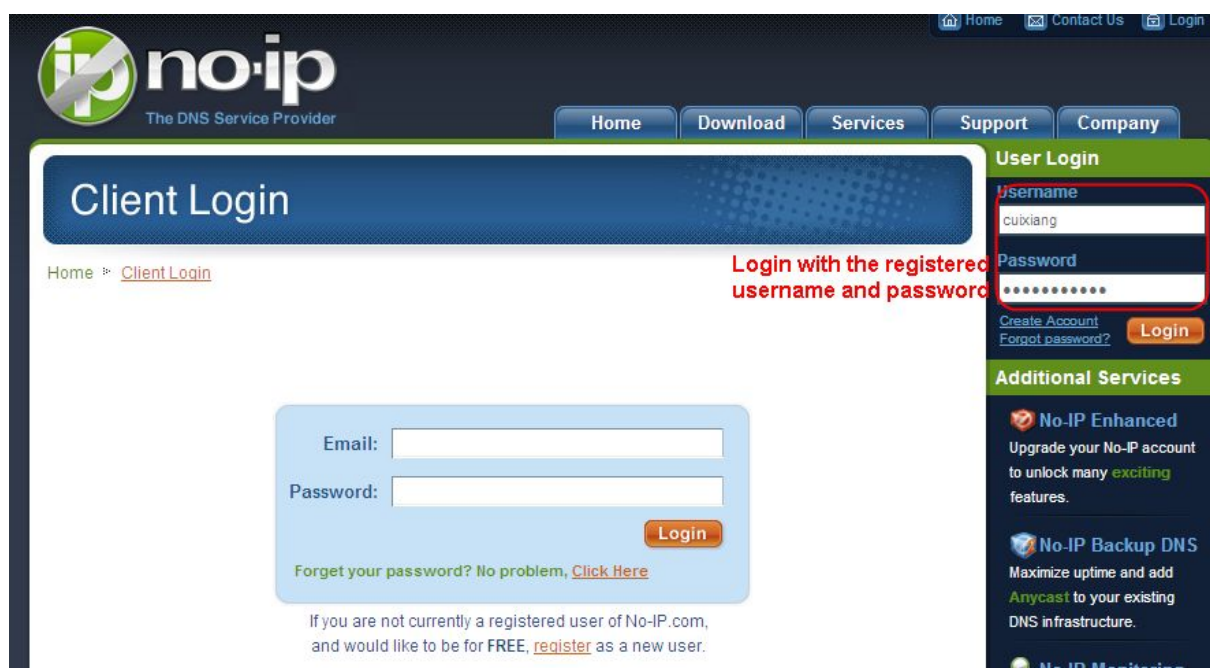 Home Contact Us Login
no·ip
The DNS Service Provider
Home Download Services Support Company
Client Login
Home Client Login
Login with the registered
username and password
Email:
Password:
Login
Forget your password? No problem, Click Here
If you are not currently a registered user of No-IP.com,
and would like to be for FREE, register as a new user.
User Login
Username
cuixiang
Password
•••••••••••
Create Account
Forgot password?
Login
Additional Services
No-IP Enhanced
Upgrade your No-IP account
to unlock many exciting
features.
No-IP Backup DNS
Maximize uptime and add
Anycast to your existing
DNS infrastructure.
No-IP Monitoring